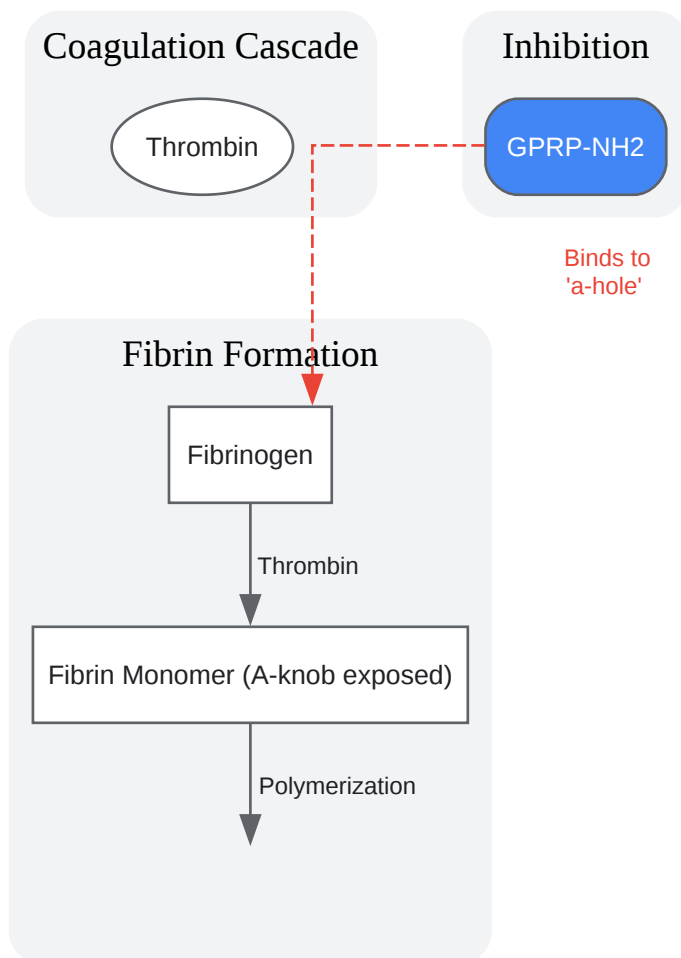 Coagulation Cascade
Inhibition
Thrombin
GPRP-NH2
Binds to
'a-hole'
Fibrin Formation
Fibrinogen
Thrombin
Fibrin Monomer (A-knob exposed)
Polymerization